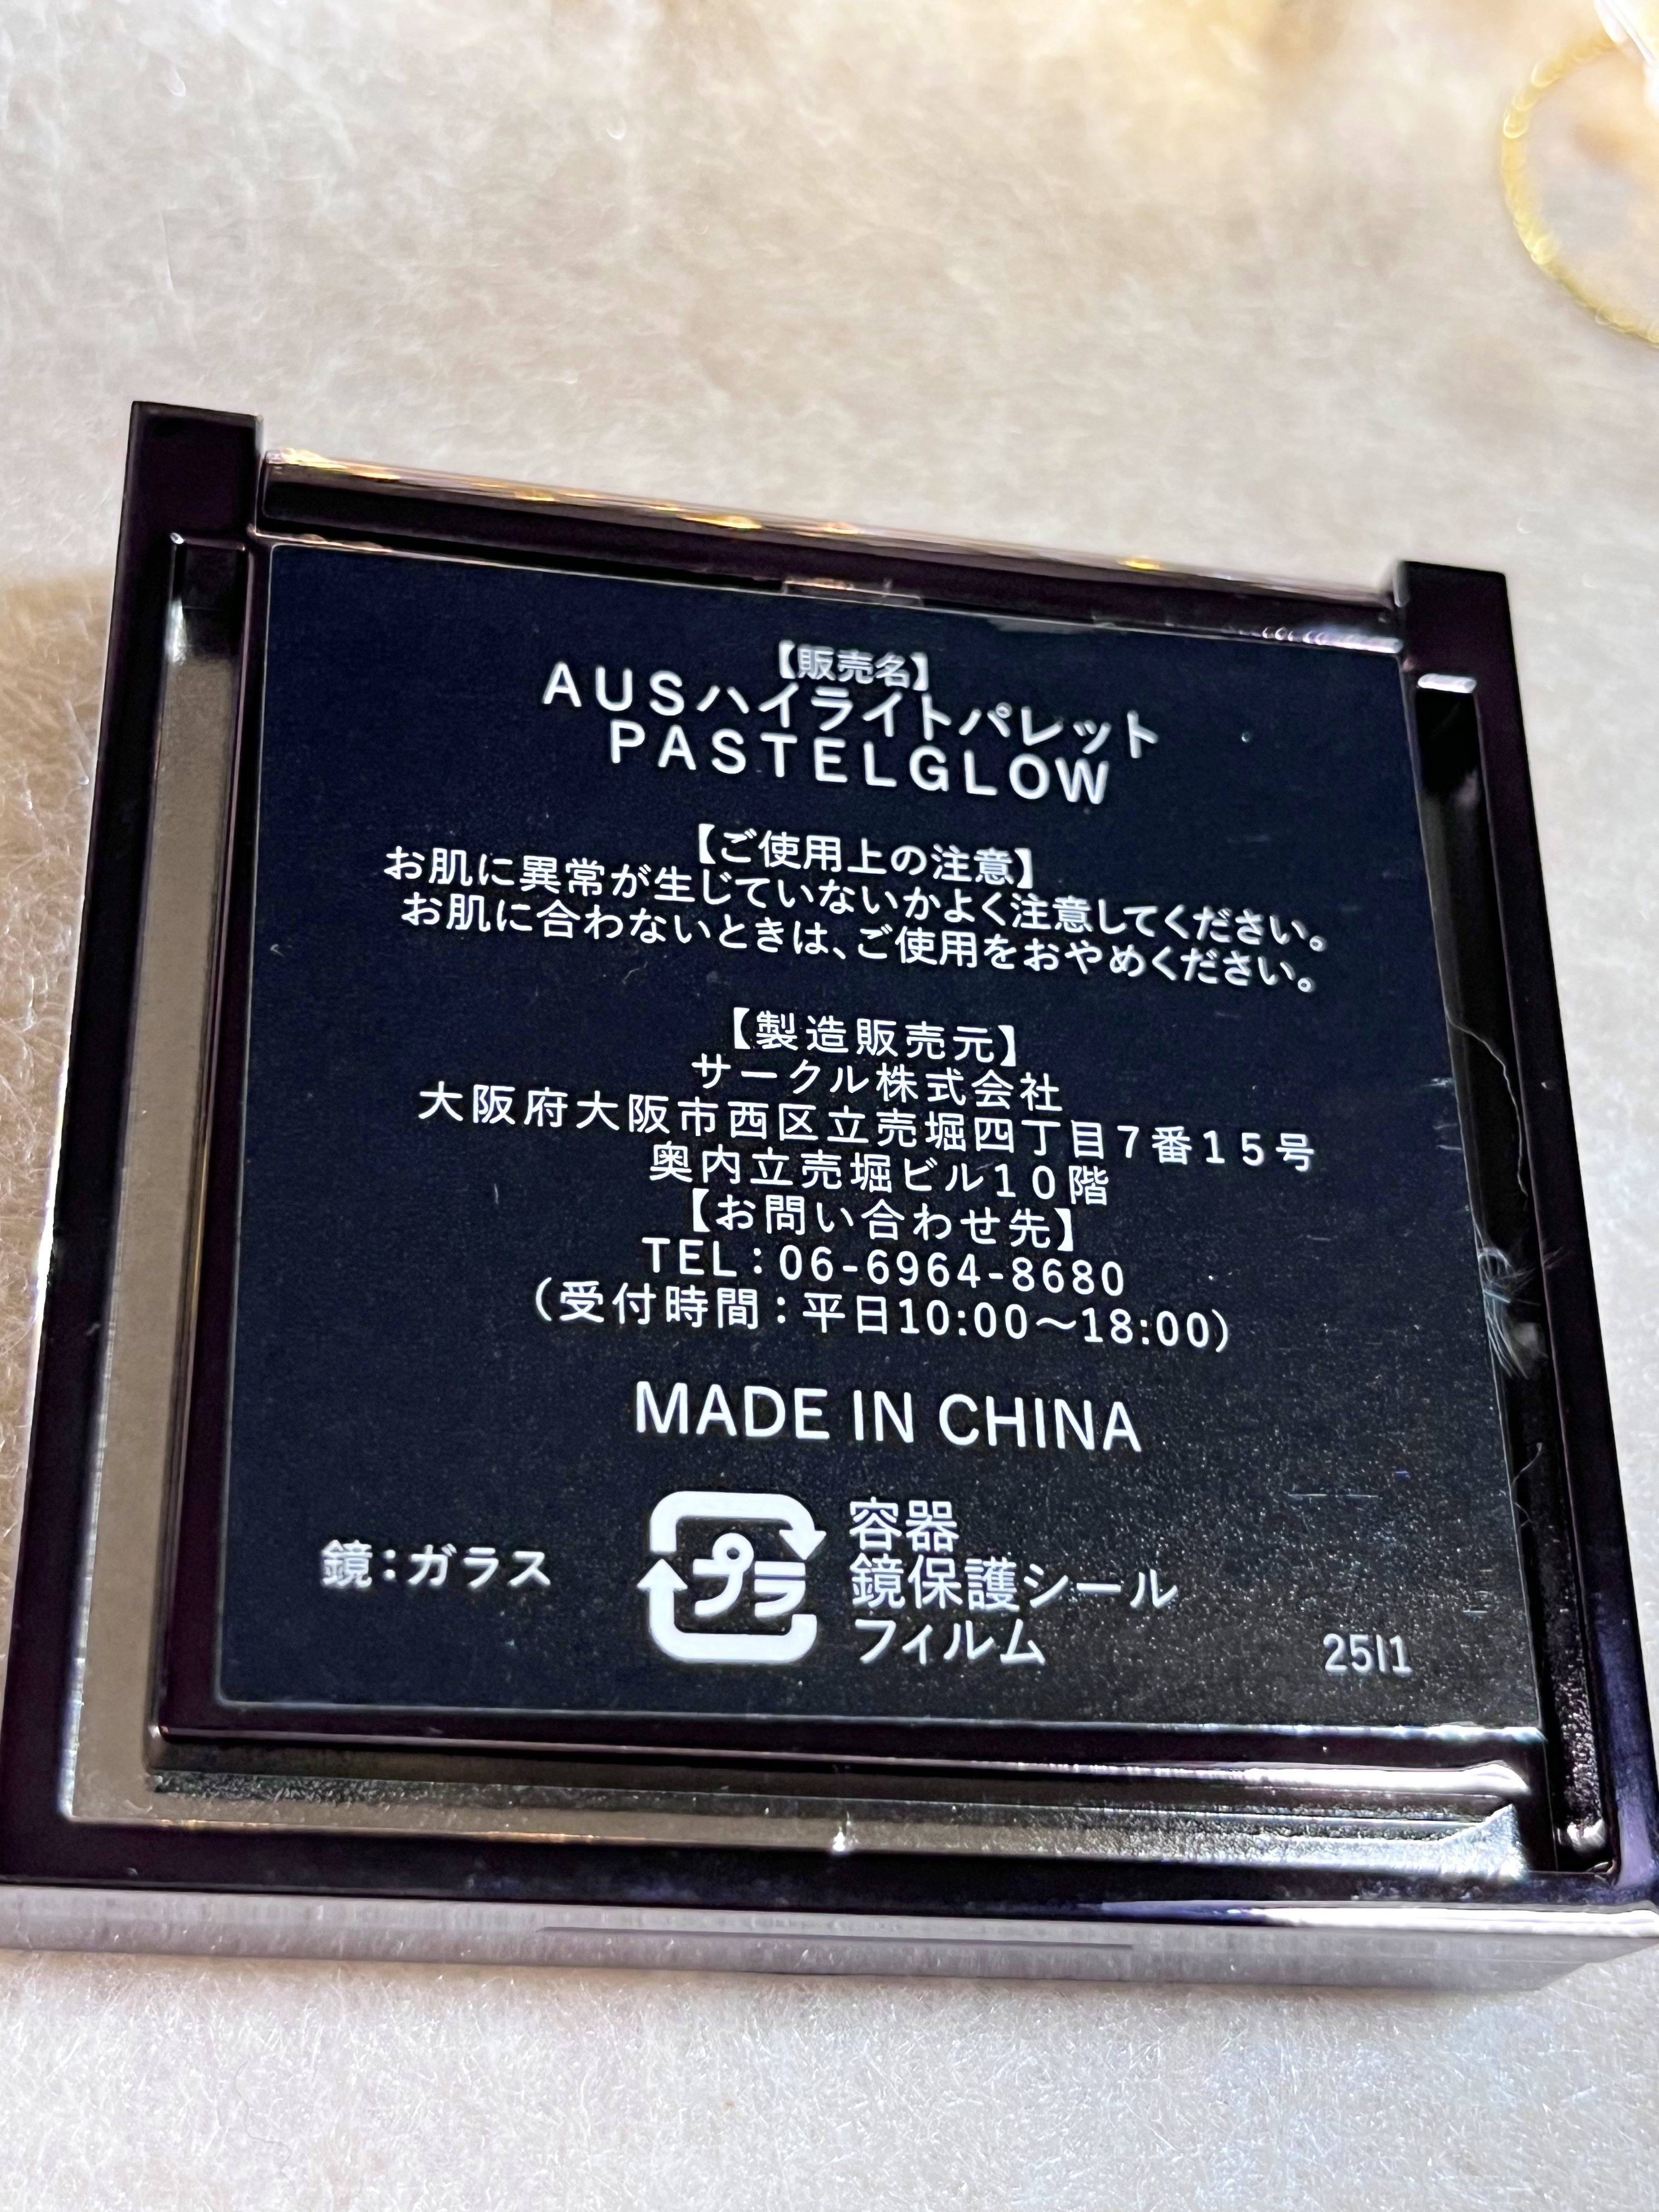 【販売名】
AUSハイライトパレット
PASTELGLOW
【ご使用上の注意】
お肌に異常が生じていないかよく注意してください。
お肌に合わないときは、ご使用をおやめください。
【製造販売元】
サークル株式会社
大阪府大阪市西区立売堀四丁目7番15号
奥内立売堀ビル10階
【お問い合わせ先】
TEL:06-6964-8680
(受付時間:平日10:00〜18:00)
MADE IN CHINA
鏡:ガラス
プラ
容器
鏡保護シール
フィルム
25I1